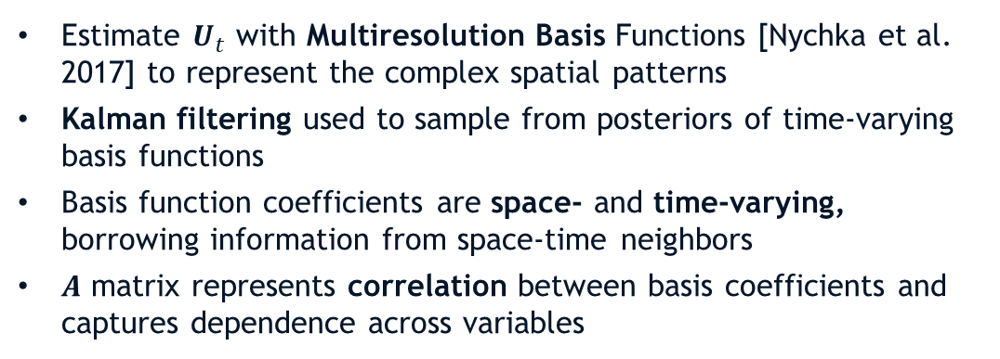 • Estimate Uₜ with Multiresolution Basis Functions [Nychka et al.
2017] to represent the complex spatial patterns
• Kalman filtering used to sample from posteriors of time-varying
basis functions
• Basis function coefficients are space- and time-varying,
borrowing information from space-time neighbors
• A matrix represents correlation between basis coefficients and
captures dependence across variables